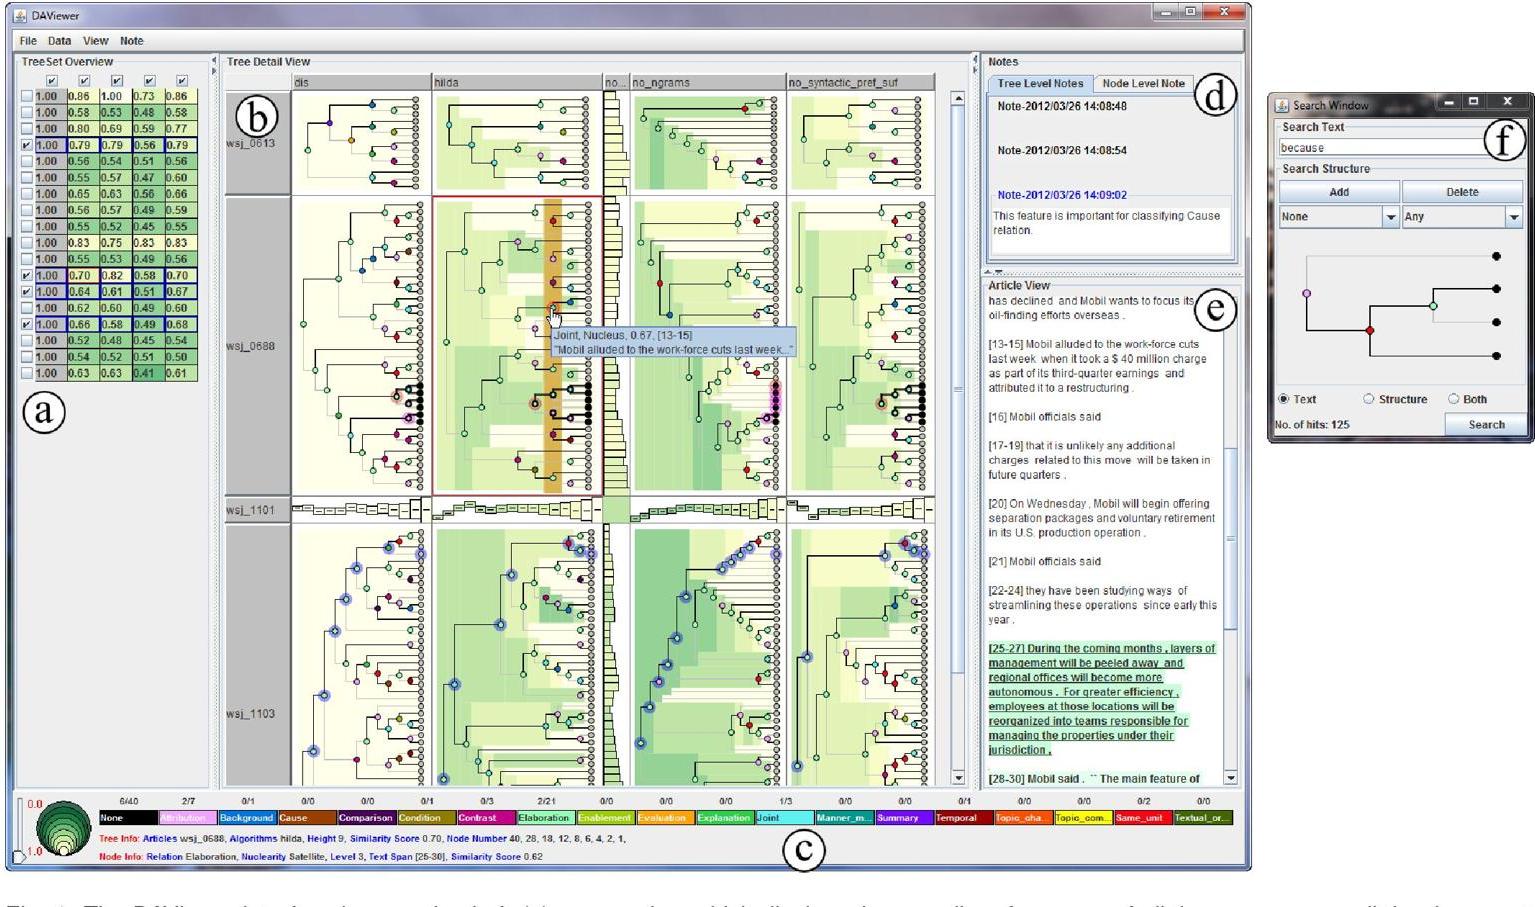 DAViewer
File Data View Note
TreeSet Overview
1.00 0.86 1.00 0.73 0.86
1.00 0.58 0.53 0.48 0.58
1.00 0.80 0.69 0.59 0.77
1.00 0.79 0.79 0.56 0.79
1.00 0.56 0.54 0.51 0.56
1.00 0.55 0.57 0.47 0.60
1.00 0.65 0.63 0.56 0.66
1.00 0.56 0.57 0.49 0.59
1.00 0.55 0.52 0.45 0.55
1.00 0.83 0.75 0.83 0.83
1.00 0.55 0.53 0.49 0.56
1.00 0.70 0.82 0.58 0.70
1.00 0.64 0.61 0.51 0.67
1.00 0.62 0.60 0.49 0.60
1.00 0.66 0.58 0.49 0.68
1.00 0.52 0.48 0.45 0.54
1.00 0.54 0.52 0.51 0.50
1.00 0.63 0.63 0.41 0.61
a
Tree Detail View
dis hilda no... no_ngrams no_syntactic_pref_suf
b
wsj_0613
wsj_0688
Joint, Nucleus, 0.67, [13-15]
"Mobil alluded to the work-force cuts last week..."
wsj_1101
wsj_1103
Notes
Tree Level Notes Node Level Note
d
Note-2012/03/26 14:08:48
Note-2012/03/26 14:08:54
Note-2012/03/26 14:09:02
This feature is important for classifying Cause
relation.
Article View
e
has declined and Mobil wants to focus its
oil-finding efforts overseas .
[13-15] Mobil alluded to the work-force cuts
last week when it took a $ 40 million charge
as part of its third-quarter earnings and
attributed it to a restructuring .
[16] Mobil officials said
[17-19] that it is unlikely any additional
charges related to this move will be taken in
future quarters .
[20] On Wednesday , Mobil will begin offering
separation packages and voluntary retirement
in its U.S. production operation .
[21] Mobil officials said
[22-24] they have been studying ways of
streamlining these operations since early this
year .
[25-27] During the coming months , layers of
management will be peeled away and
regional offices will become more
autonomous . For greater efficiency ,
employees at those locations will be
reorganized into teams responsible for
managing the properties under their
jurisdiction .
[28-30] Mobil said . `` The main feature of
0.0
1.0
6/40 2/7 0/1 0/0 0/0 0/1 0/3 2/21 0/0 0/0 0/0 1/3 0/0 0/0 0/1 0/0 0/0 0/2 0/0
None Attribution Background Cause Comparison Condition Contrast Elaboration Enablement Evaluation Explanation Joint Manner_m... Summary Temporal Topic_cha... Topic_com... Same_unit Textual_or...
Tree Info: Articles wsj_0688, Algorithms hilda, Height 9, Similarity Score 0.70, Node Number 40, 28, 18, 12, 8, 6, 4, 2, 1,
Node Info: Relation Elaboration, Nuclearity Satellite, Level 3, Text Span [25-30], Similarity Score 0.62
c
Search Window
Search Text
because
f
Search Structure
Add Delete
None Any
Text Structure Both
No. of hits: 125 Search